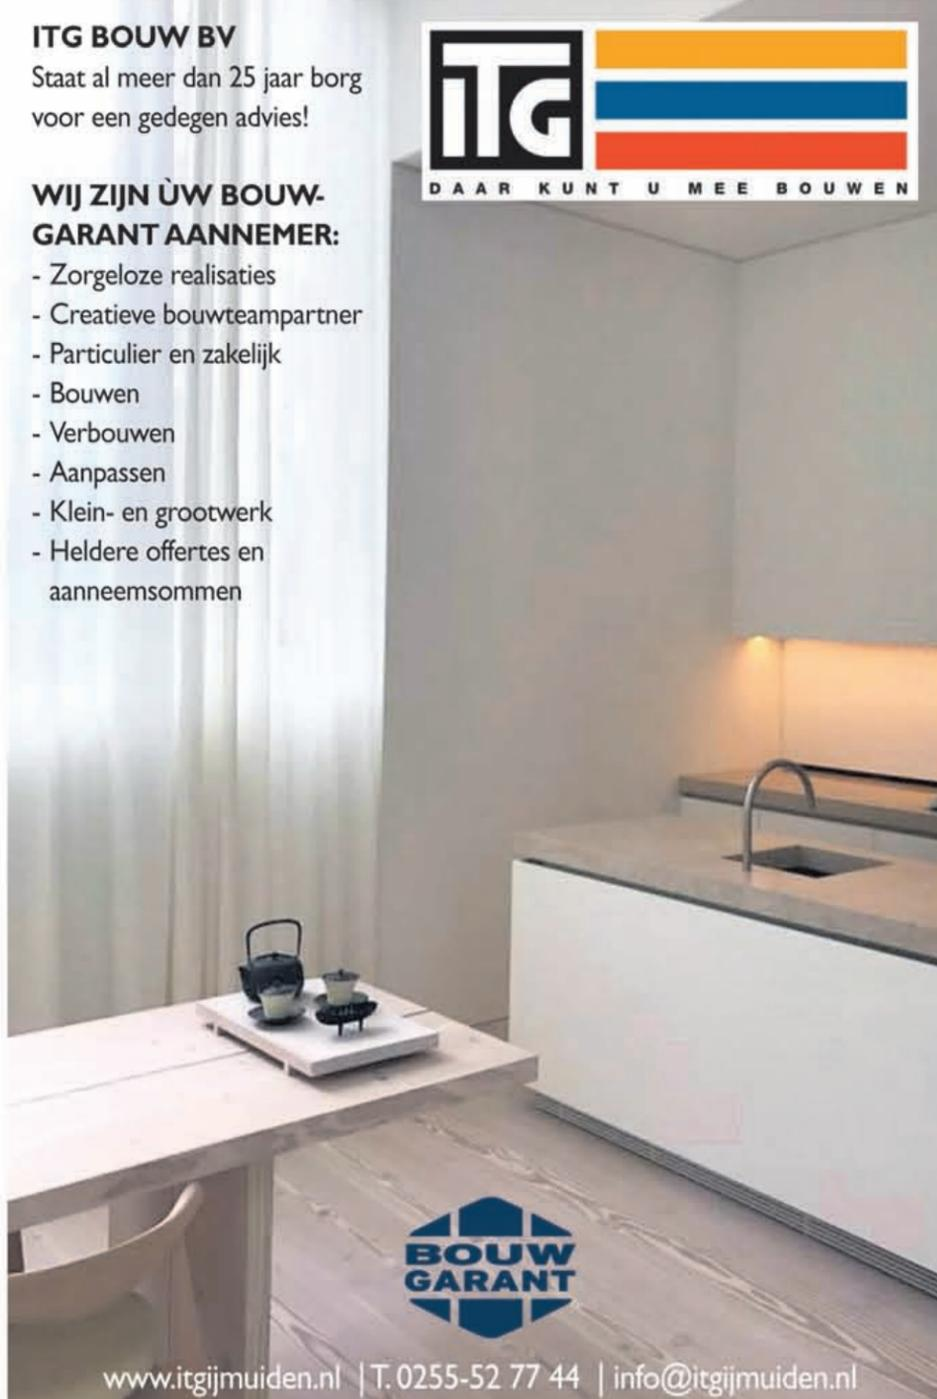 ITG BOUW BV
Staat al meer dan 25 jaar borg
voor een gedegen advies!
WIJ ZIJN ÙW BOUW-
GARANT AANNEMER:
- Zorgeloze realisaties
- Creatieve bouwteampartner
- Particulier en zakelijk
- Bouwen
- Verbouwen
- Aanpassen
- Klein- en grootwerk
- Heldere offertes en
aanneemsommen
ITG
DAAR KUNT U MEE BOUWEN
BOUW
GARANT
www.itgijmuiden.nl | T. 0255-52 77 44 | info@itgijmuiden.nl